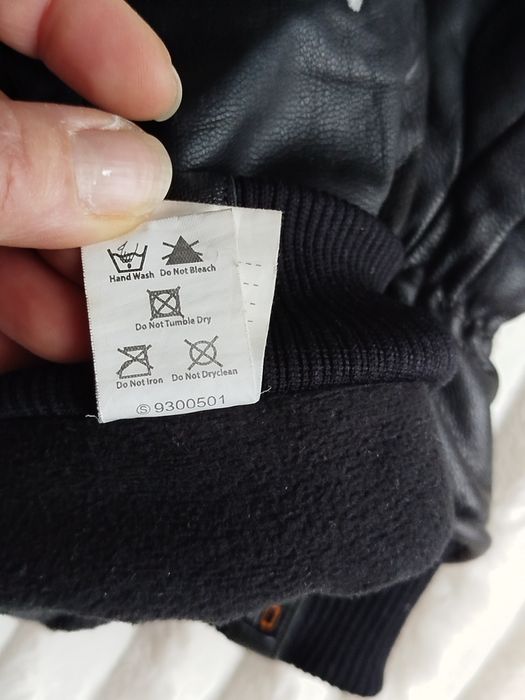 Hand Wash Do Not Bleach
Do Not Tumble Dry
Do Not Iron Do Not Dryclean
Ⓢ 9300501